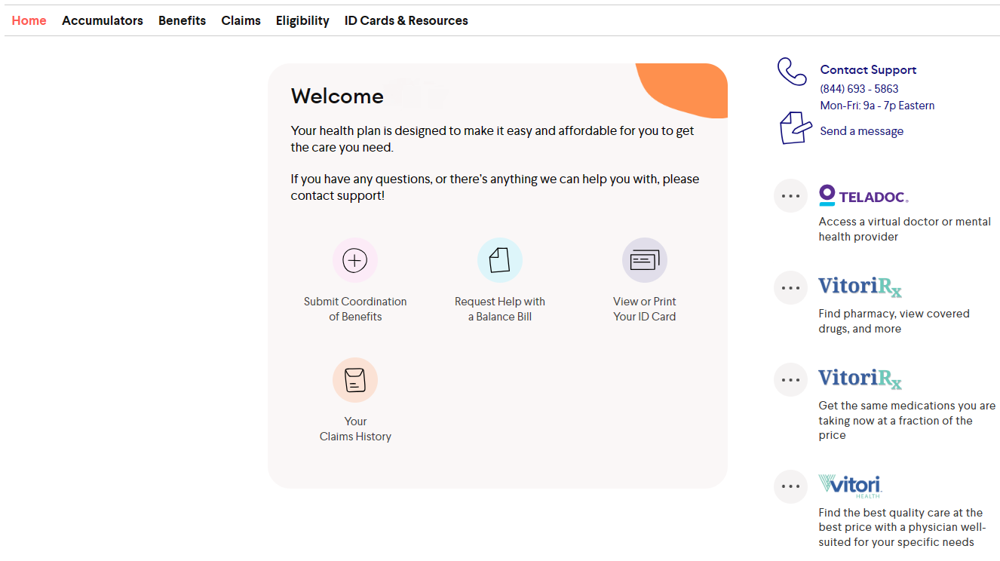 Home Accumulators Benefits Claims Eligibility ID Cards & Resources
Welcome
Your health plan is designed to make it easy and affordable for you to get
the care you need.
If you have any questions, or there's anything we can help you with, please
contact support!
Submit Coordination
of Benefits
Request Help with
a Balance Bill
View or Print
Your ID Card
Your
Claims History
Contact Support
(844) 693 - 5863
Mon-Fri: 9a - 7p Eastern
Send a message
TELADOC
Access a virtual doctor or mental
health provider
VitoriRx
Find pharmacy, view covered
drugs, and more
VitoriRx
Get the same medications you are
taking now at a fraction of the
price
vitori
HEALTH
Find the best quality care at the
best price with a physician well-
suited for your specific needs